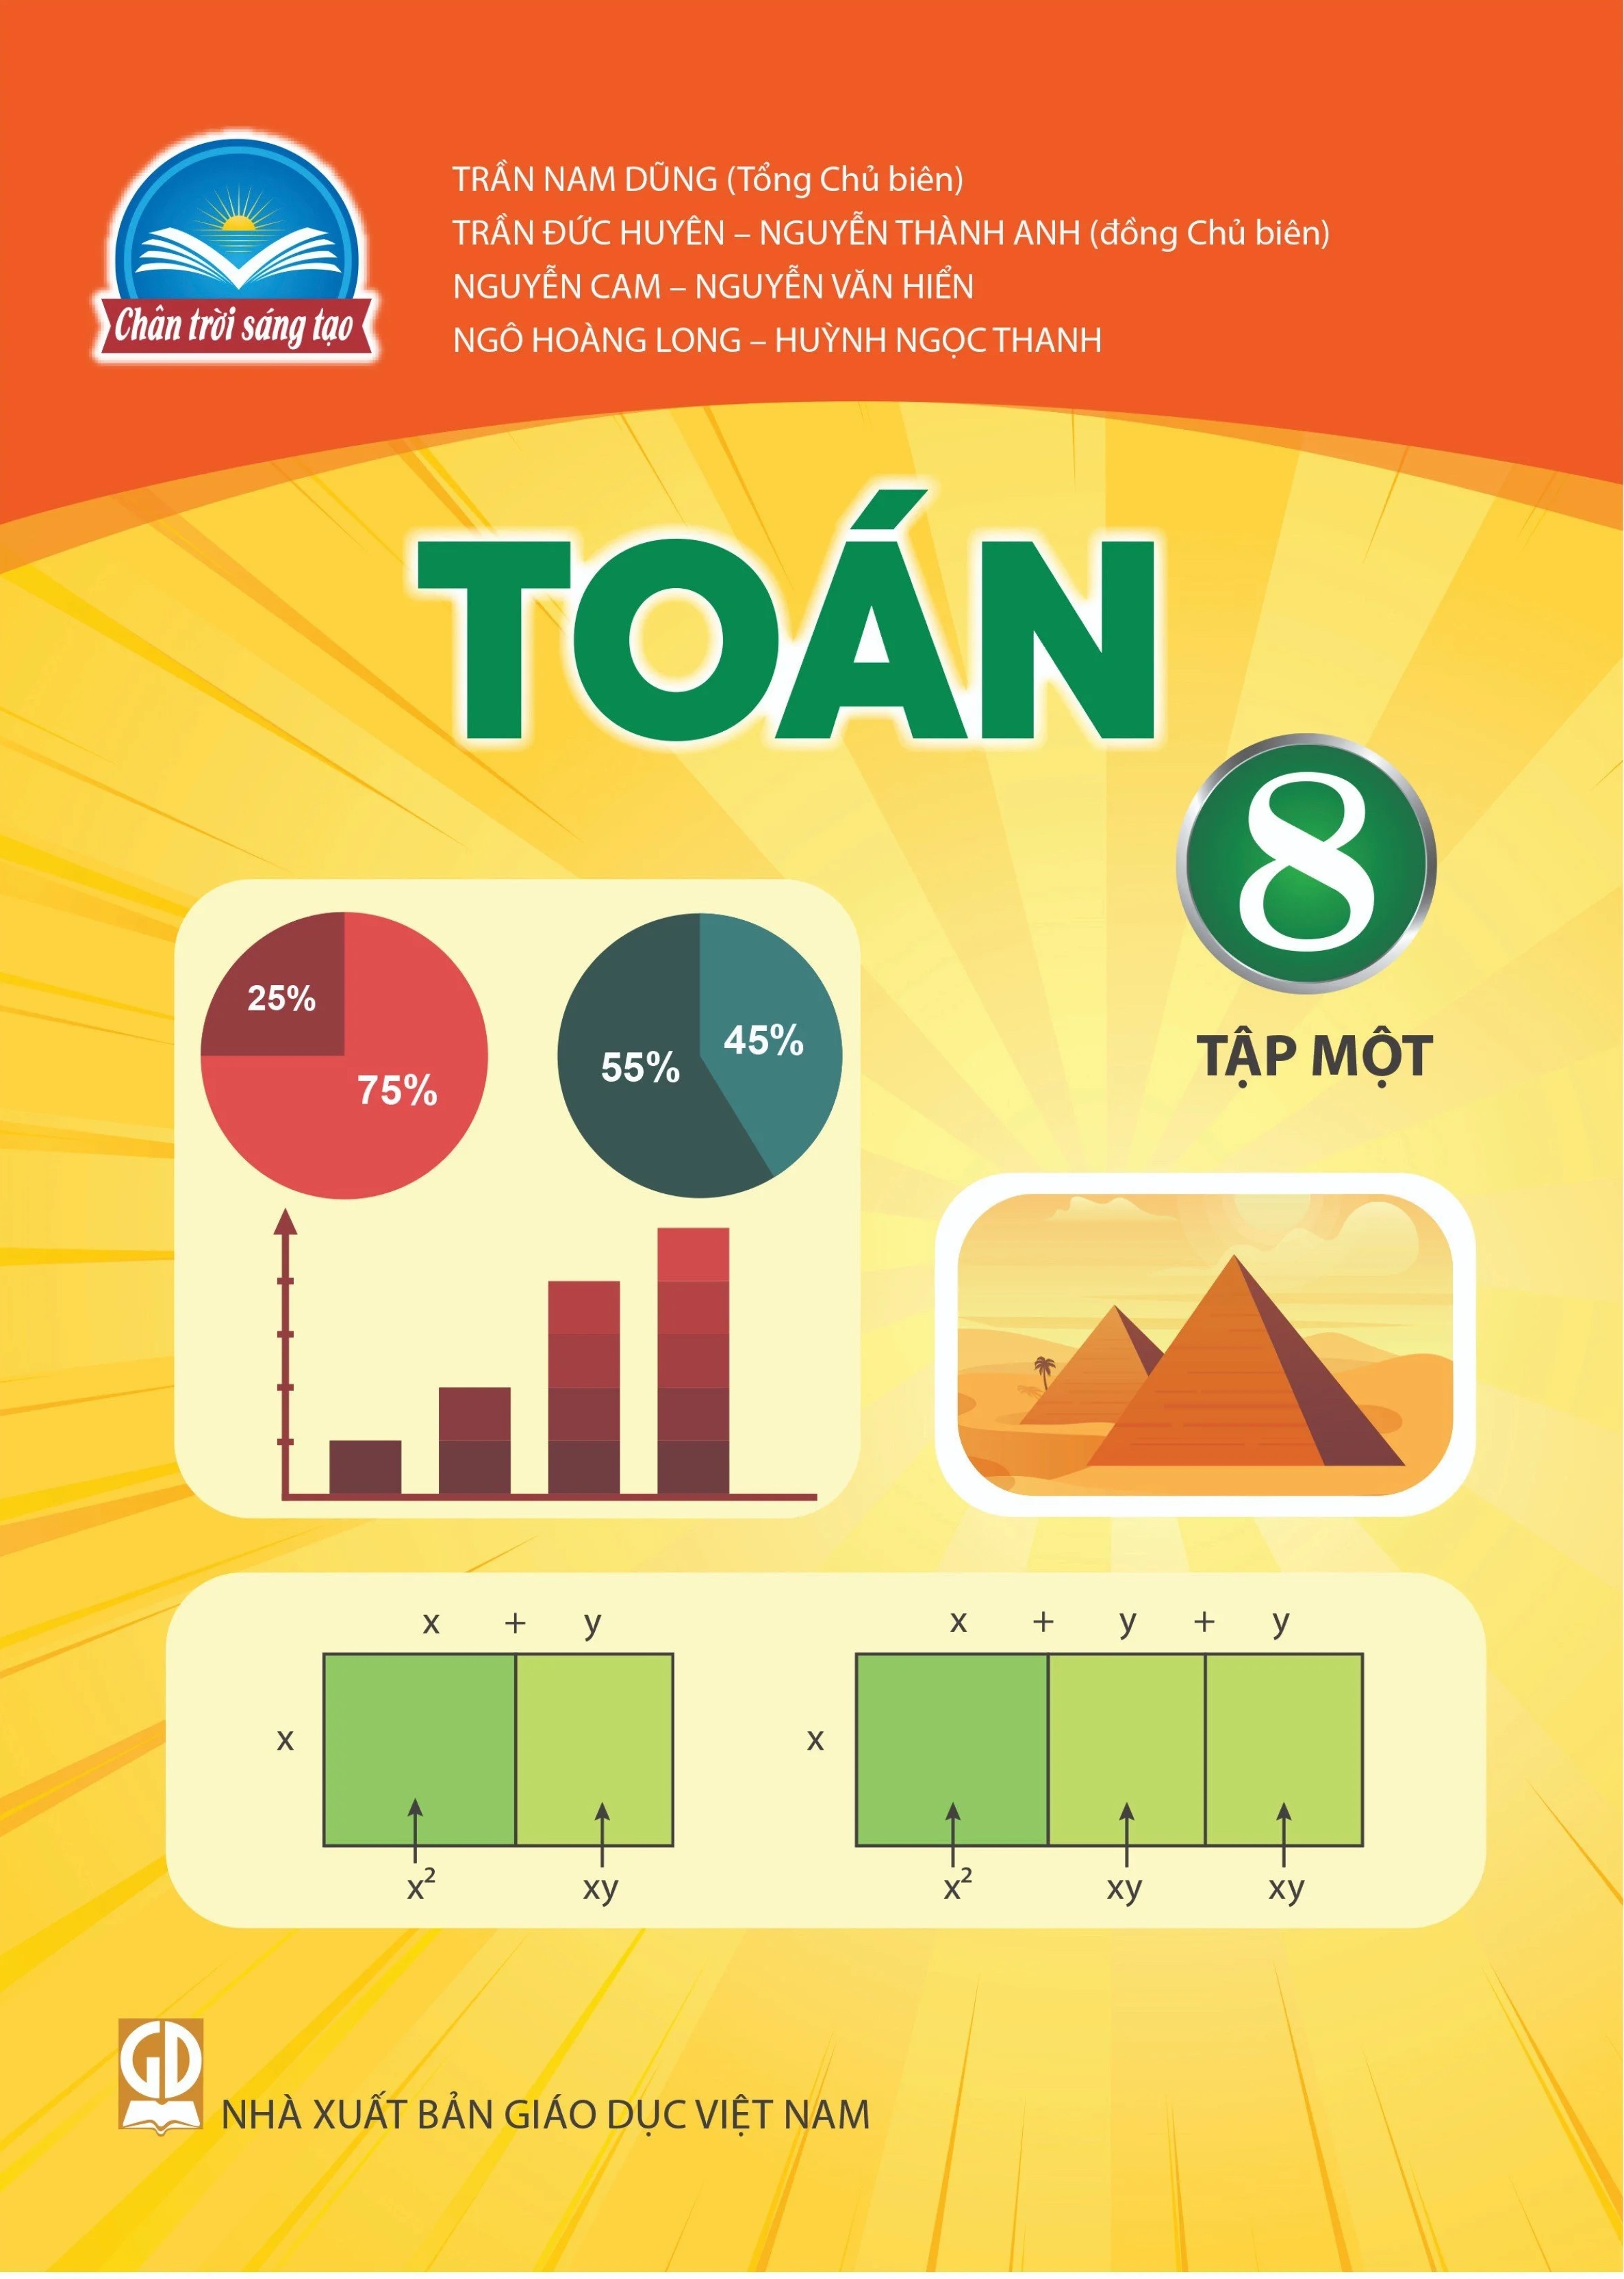 TRẦN NAM DŨNG (Tổng Chủ biên)
TRẦN ĐỨC HUYÊN – NGUYỄN THÀNH ANH (đồng Chủ biên)
NGUYỄN CAM – NGUYỄN VĂN HIỂN
NGÔ HOÀNG LONG – HUỲNH NGỌC THANH
Chân trời sáng tạo
TOÁN
8
TẬP MỘT
25%
75%
55%
45%
x + y
x
x²
xy
x + y + y
x
x²
xy
xy
GD
NHÀ XUẤT BẢN GIÁO DỤC VIỆT NAM